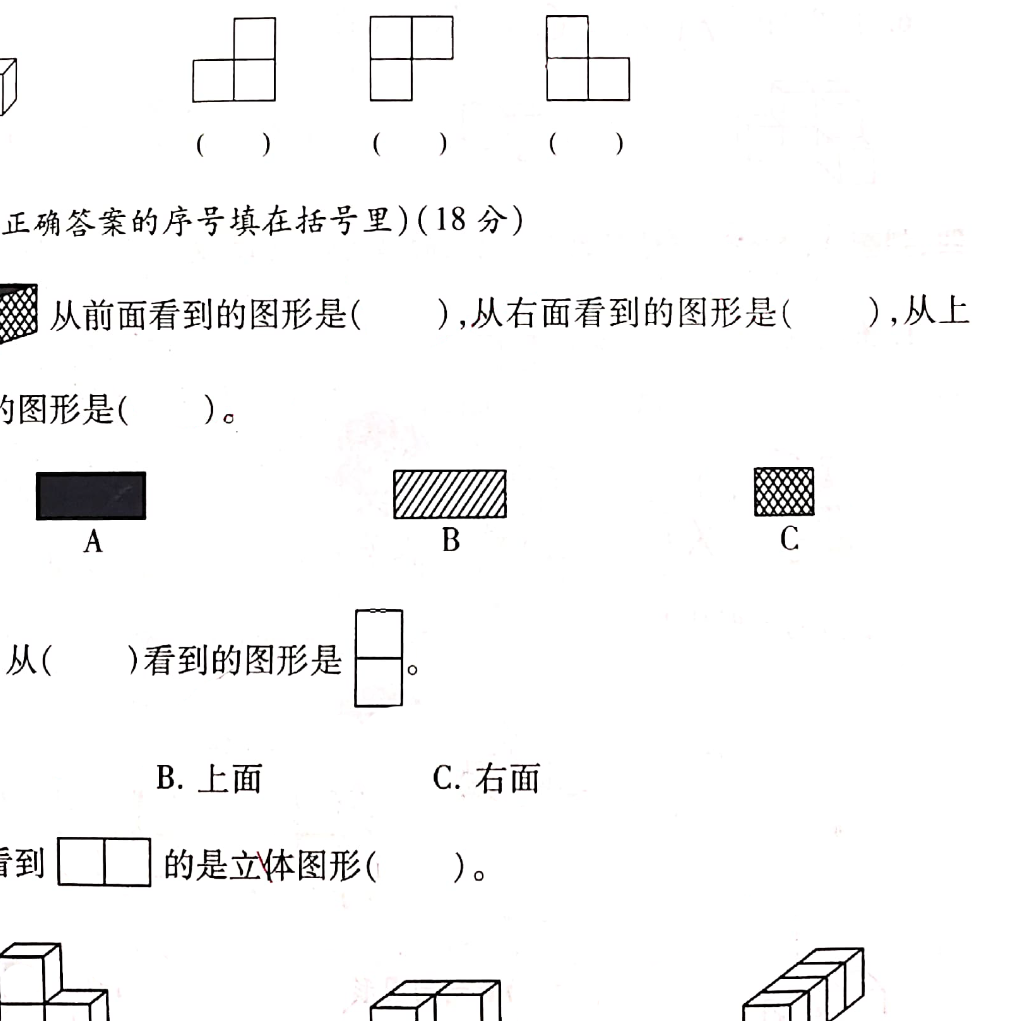 (　　) (　　) (　　)
正确答案的序号填在括号里)(18 分)
从前面看到的图形是(　　),从右面看到的图形是(　　),从上
的图形是(　　)。
A B C
从(　　)看到的图形是 。
B. 上面 C. 右面
看到 的是立体图形(　　)。